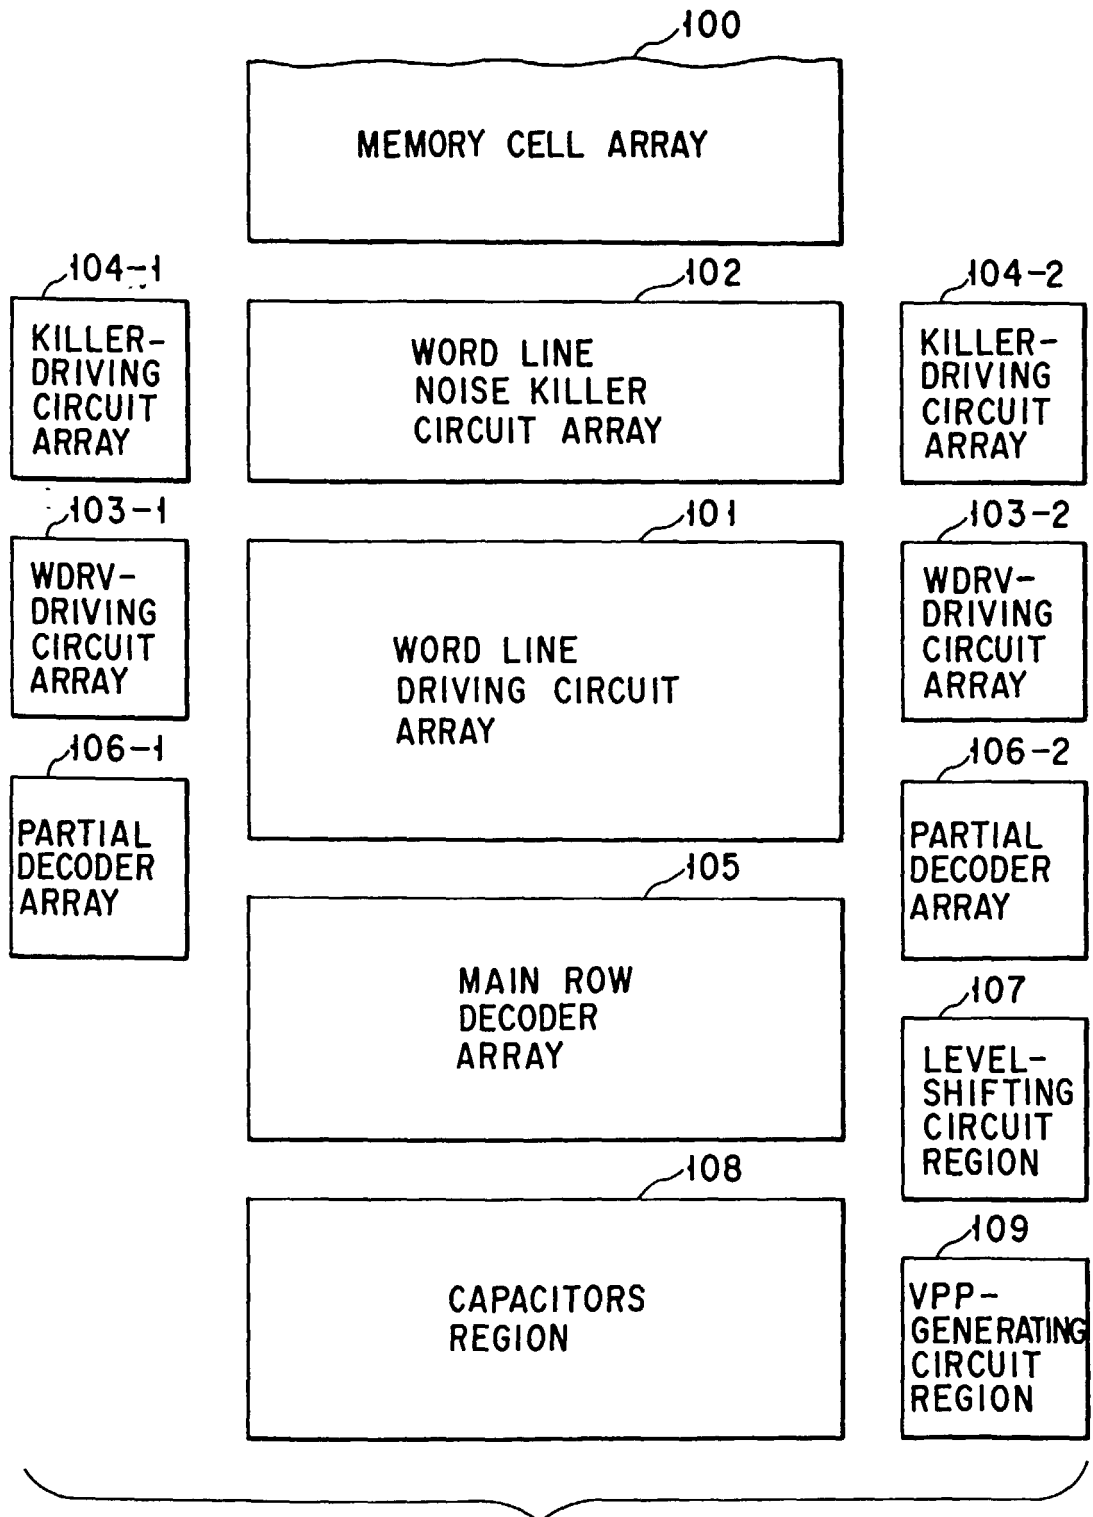 100
MEMORY CELL ARRAY
104-1
KILLER-
DRIVING
CIRCUIT
ARRAY
102
WORD LINE
NOISE KILLER
CIRCUIT ARRAY
104-2
KILLER-
DRIVING
CIRCUIT
ARRAY
103-1
WDRV-
DRIVING
CIRCUIT
ARRAY
101
WORD LINE
DRIVING CIRCUIT
ARRAY
103-2
WDRV-
DRIVING
CIRCUIT
ARRAY
106-1
PARTIAL
DECODER
ARRAY
106-2
PARTIAL
DECODER
ARRAY
105
MAIN ROW
DECODER
ARRAY
107
LEVEL-
SHIFTING
CIRCUIT
REGION
108
CAPACITORS
REGION
109
VPP-
GENERATING
CIRCUIT
REGION